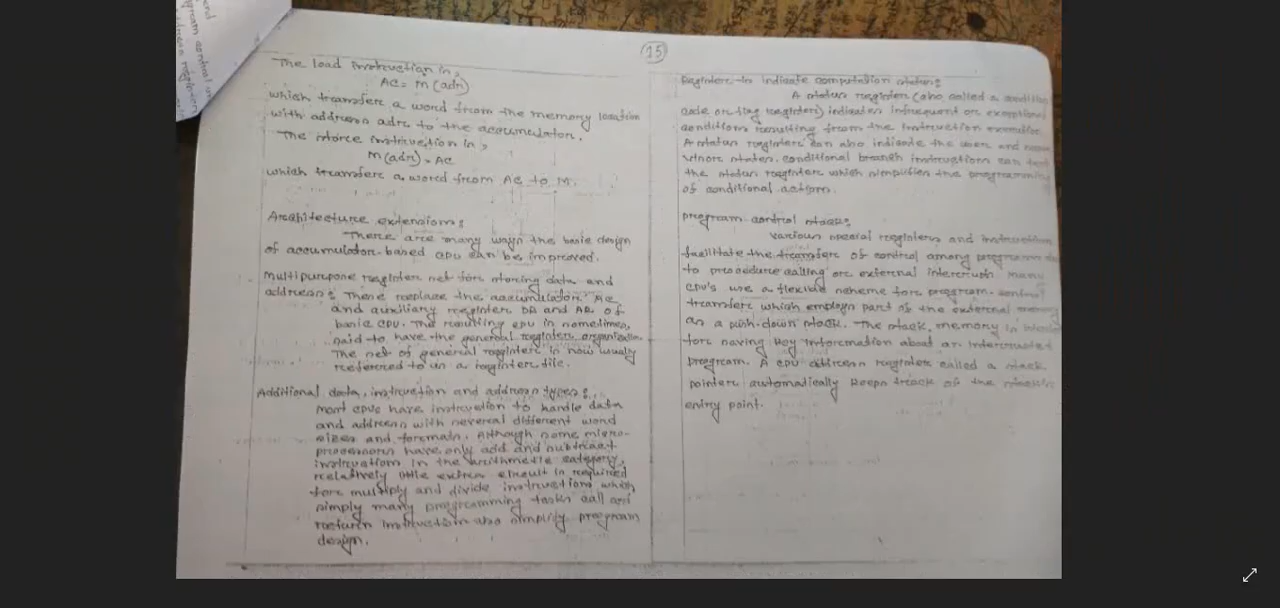 15
The load instruction is,
AC = M(adr)
which transfers a word from the memory location
with address adr to the accumulator.
The store instruction is,
M(adr) = AC
which transfers a word from AC to M.
Architecture extensions:
There are many ways the basic design
of accumulator-based CPU can be improved.
Multipurpose register set for storing data and
address: These replace the accumulator AC
and auxiliary registers DR and AR of
basic CPU. The resulting CPU is sometimes
said to have the general register organization.
The set of general register is now usually
referred to as a register file.
Additional data, instruction and address types:
most CPUs have instruction to handle data
and address with several different word
sizes and formats. Although some micro-
processors have only add and subtract
instruction in the arithmetic category,
relatively little extra circuit is required
for multiply and divide instructions which
simply many programming tasks call and
return instruction also simplify program
design.
Register to indicate computation status:
A status register (also called a condition
code or flag register) indicates infrequent or exceptional
conditions resulting from the instruction execution
A status register can also indicate the user and
states. conditional branch instructions can test
the status register which simplifies the programming
of conditional actions.
program control stack:
Various special registers and instruction
facilitate the transfer of control among programs
to procedure calling or external interrupts many
CPU's use a flexible scheme for program-control
transfer which employs part of the external memory
as a push-down stack. The stack memory is
for saving key information about an interrupted
program. A CPU address register called a stack
pointer automatically keeps track of the stack's
entry point.